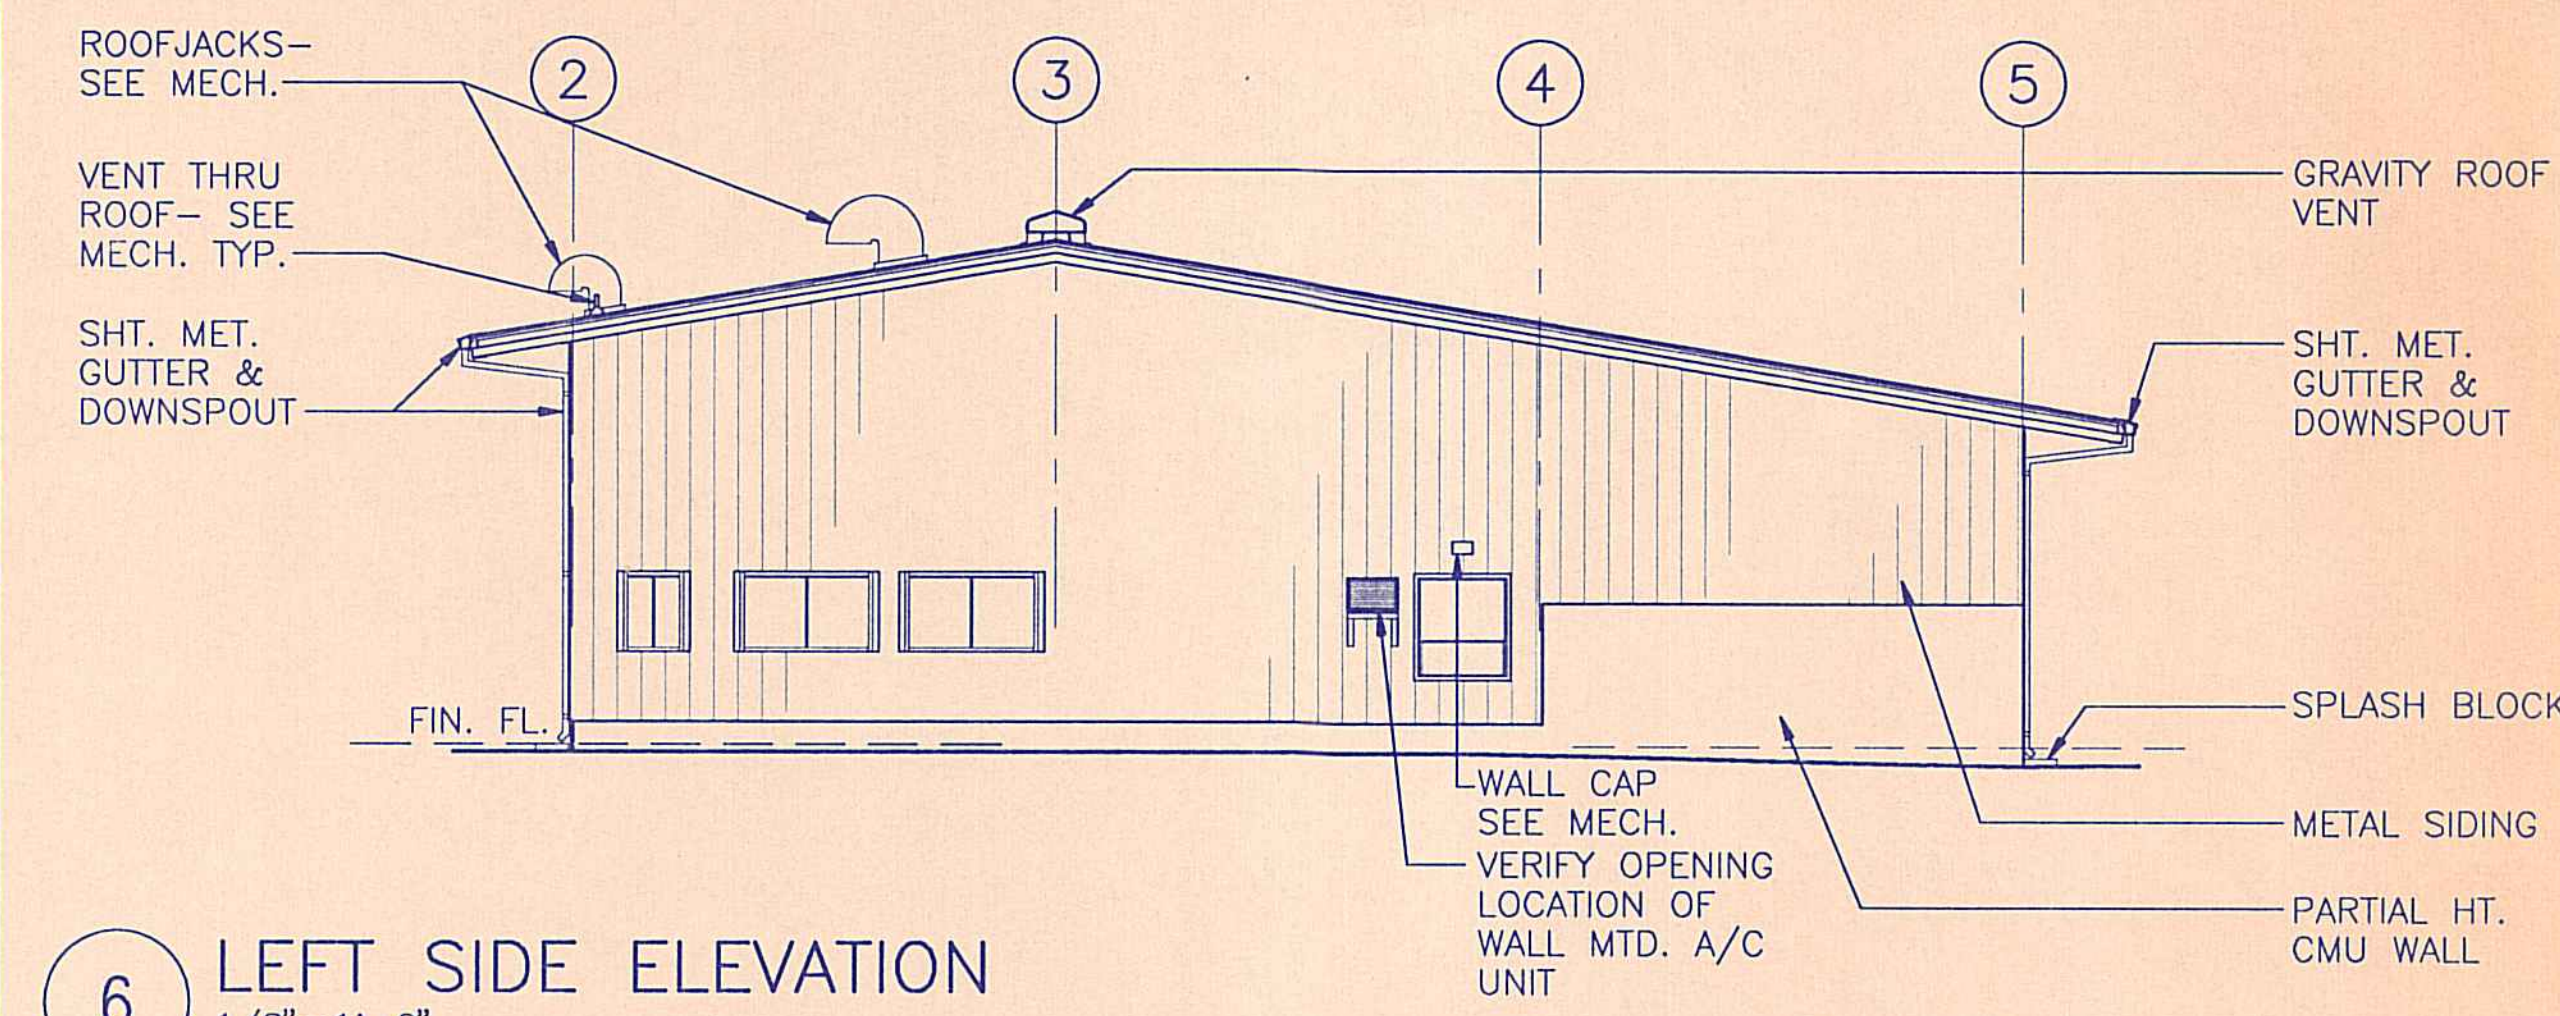 ROOFJACKS–
SEE MECH.
2
3
4
5
VENT THRU
ROOF– SEE
MECH. TYP.
GRAVITY ROOF
VENT
SHT. MET.
GUTTER &
DOWNSPOUT
SHT. MET.
GUTTER &
DOWNSPOUT
FIN. FL.
SPLASH BLOCK
WALL CAP
SEE MECH.
VERIFY OPENING
LOCATION OF
WALL MTD. A/C
UNIT
METAL SIDING
PARTIAL HT.
CMU WALL
6
LEFT SIDE ELEVATION